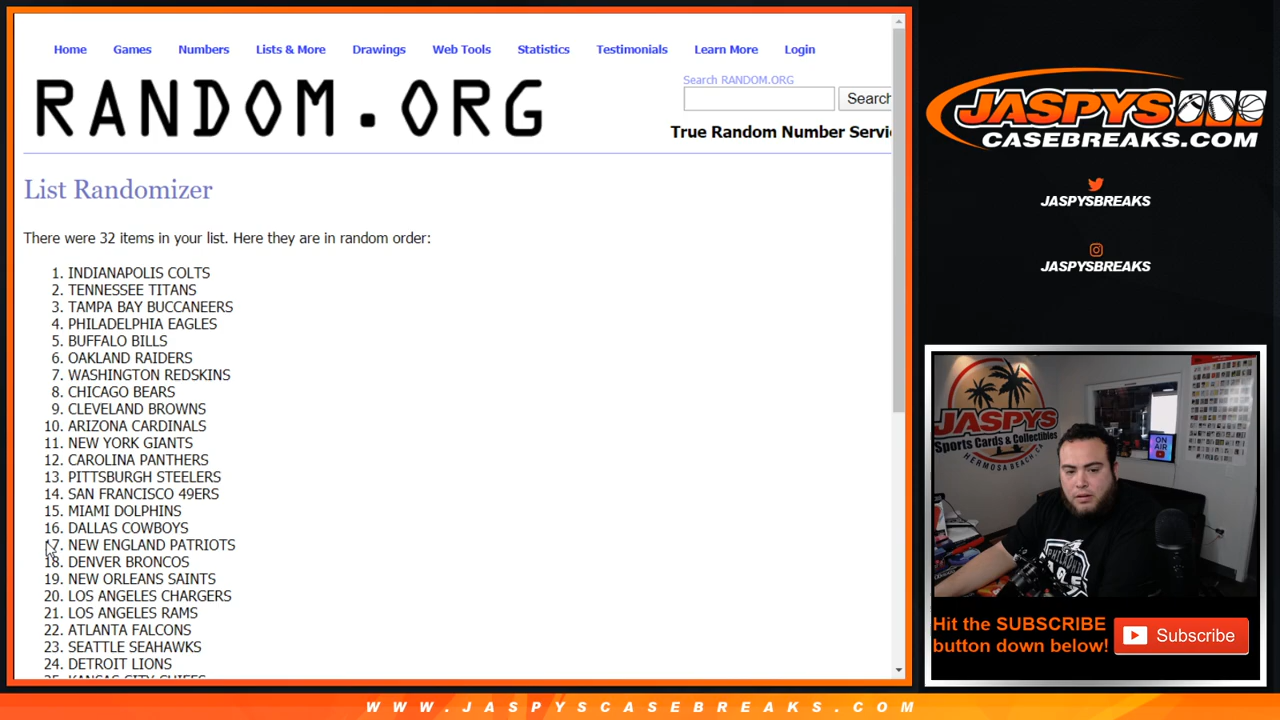 Home Games Numbers Lists & More Drawings Web Tools Statistics Testimonials Learn More Login
RANDOM.ORG
Search RANDOM.ORG
Search
True Random Number Servi
List Randomizer
There were 32 items in your list. Here they are in random order:
1. INDIANAPOLIS COLTS
2. TENNESSEE TITANS
3. TAMPA BAY BUCCANEERS
4. PHILADELPHIA EAGLES
5. BUFFALO BILLS
6. OAKLAND RAIDERS
7. WASHINGTON REDSKINS
8. CHICAGO BEARS
9. CLEVELAND BROWNS
10. ARIZONA CARDINALS
11. NEW YORK GIANTS
12. CAROLINA PANTHERS
13. PITTSBURGH STEELERS
14. SAN FRANCISCO 49ERS
15. MIAMI DOLPHINS
16. DALLAS COWBOYS
17. NEW ENGLAND PATRIOTS
18. DENVER BRONCOS
19. NEW ORLEANS SAINTS
20. LOS ANGELES CHARGERS
21. LOS ANGELES RAMS
22. ATLANTA FALCONS
23. SEATTLE SEAHAWKS
24. DETROIT LIONS
25. KANSAS CITY CHIEFS
JASPYS
CASEBREAKS.COM
JASPYSBREAKS
JASPYSBREAKS
JASPYS
Sports Cards & Collectibles
HERMOSA BEACH, CA
ON
AIR
Hit the SUBSCRIBE
button down below!
Subscribe
WWW.JASPYSCASEBREAKS.COM